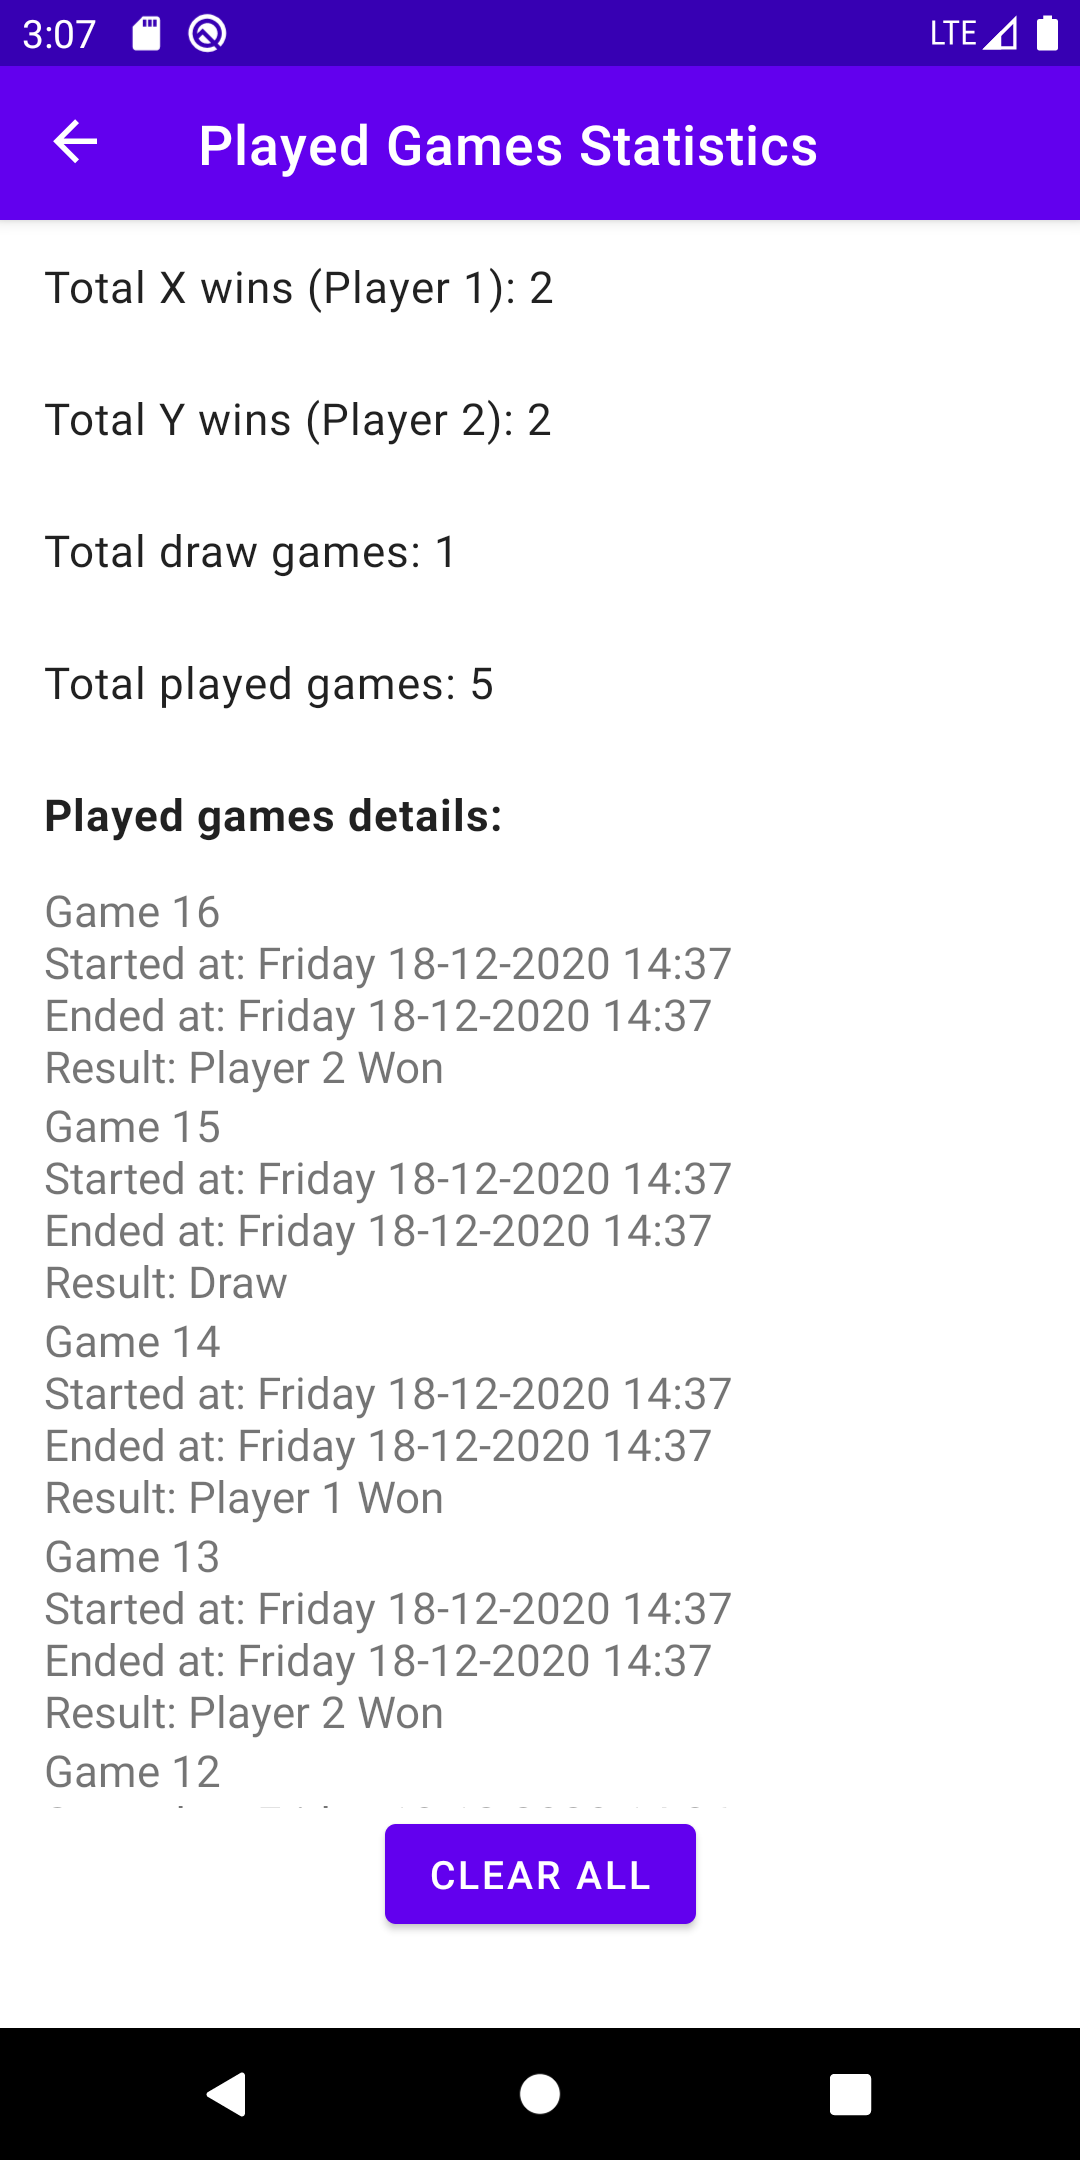 3:07
LTE
Played Games Statistics
Total X wins (Player 1): 2
Total Y wins (Player 2): 2
Total draw games: 1
Total played games: 5
Played games details:
Game 16
Started at: Friday 18-12-2020 14:37
Ended at: Friday 18-12-2020 14:37
Result: Player 2 Won
Game 15
Started at: Friday 18-12-2020 14:37
Ended at: Friday 18-12-2020 14:37
Result: Draw
Game 14
Started at: Friday 18-12-2020 14:37
Ended at: Friday 18-12-2020 14:37
Result: Player 1 Won
Game 13
Started at: Friday 18-12-2020 14:37
Ended at: Friday 18-12-2020 14:37
Result: Player 2 Won
Game 12
CLEAR ALL